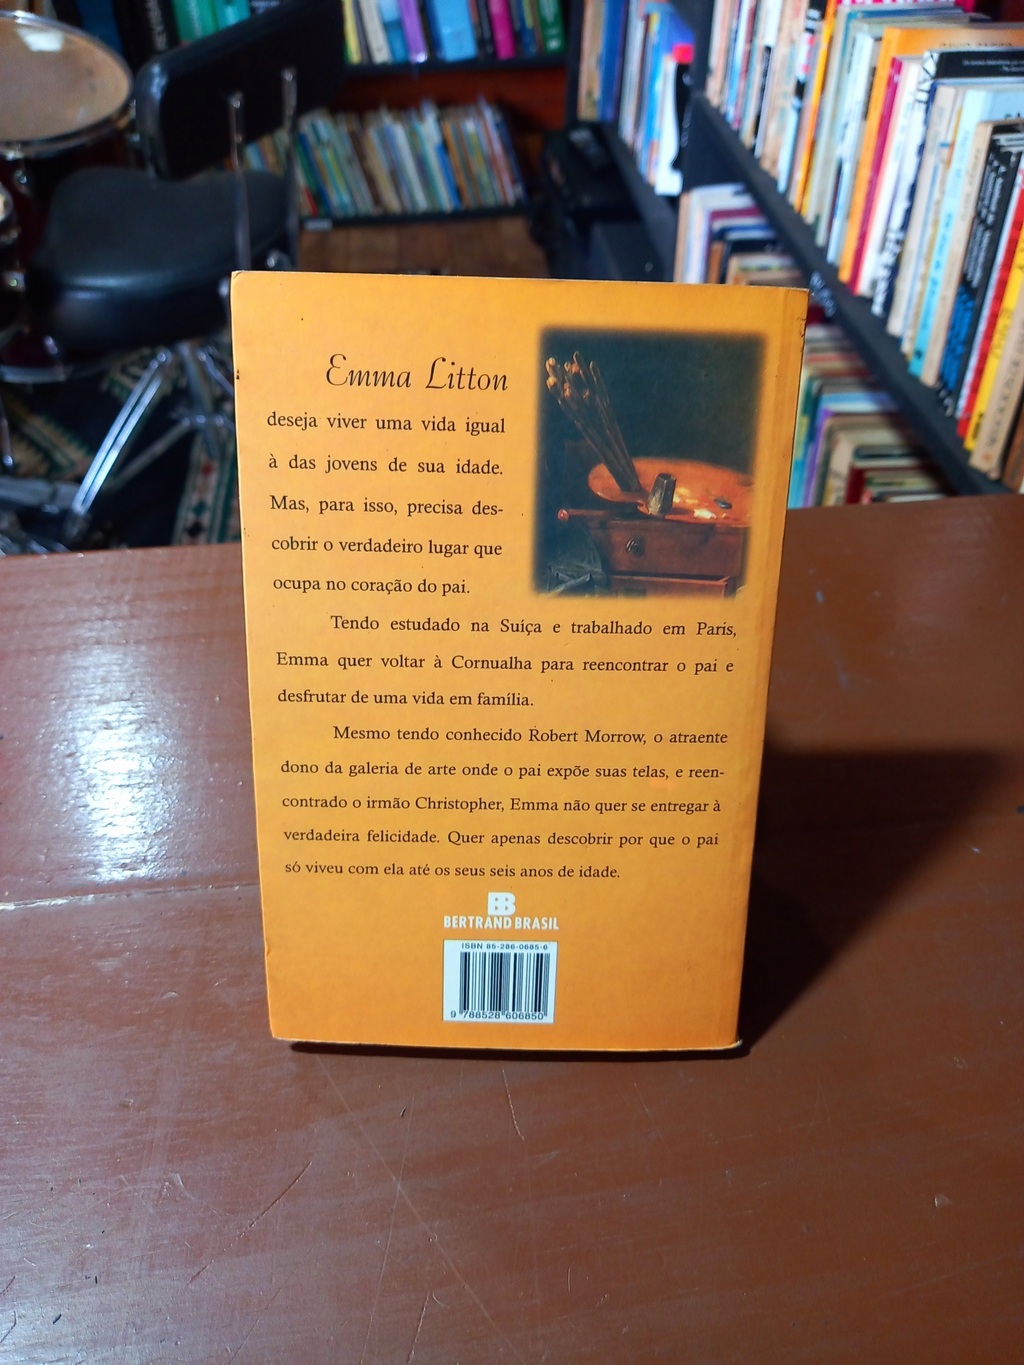 Emma Litton
deseja viver uma vida igual
à das jovens de sua idade.
Mas, para isso, precisa des-
cobrir o verdadeiro lugar que
ocupa no coração do pai.
Tendo estudado na Suíça e trabalhado em Paris,
Emma quer voltar à Cornualha para reencontrar o pai e
desfrutar de uma vida em família.
Mesmo tendo conhecido Robert Morrow, o atraente
dono da galeria de arte onde o pai expõe suas telas, e reen-
contrado o irmão Christopher, Emma não quer se entregar à
verdadeira felicidade. Quer apenas descobrir por que o pai
só viveu com ela até os seus seis anos de idade.
BERTRAND BRASIL
ISBN 85-286-0685-6
9 788528 606850